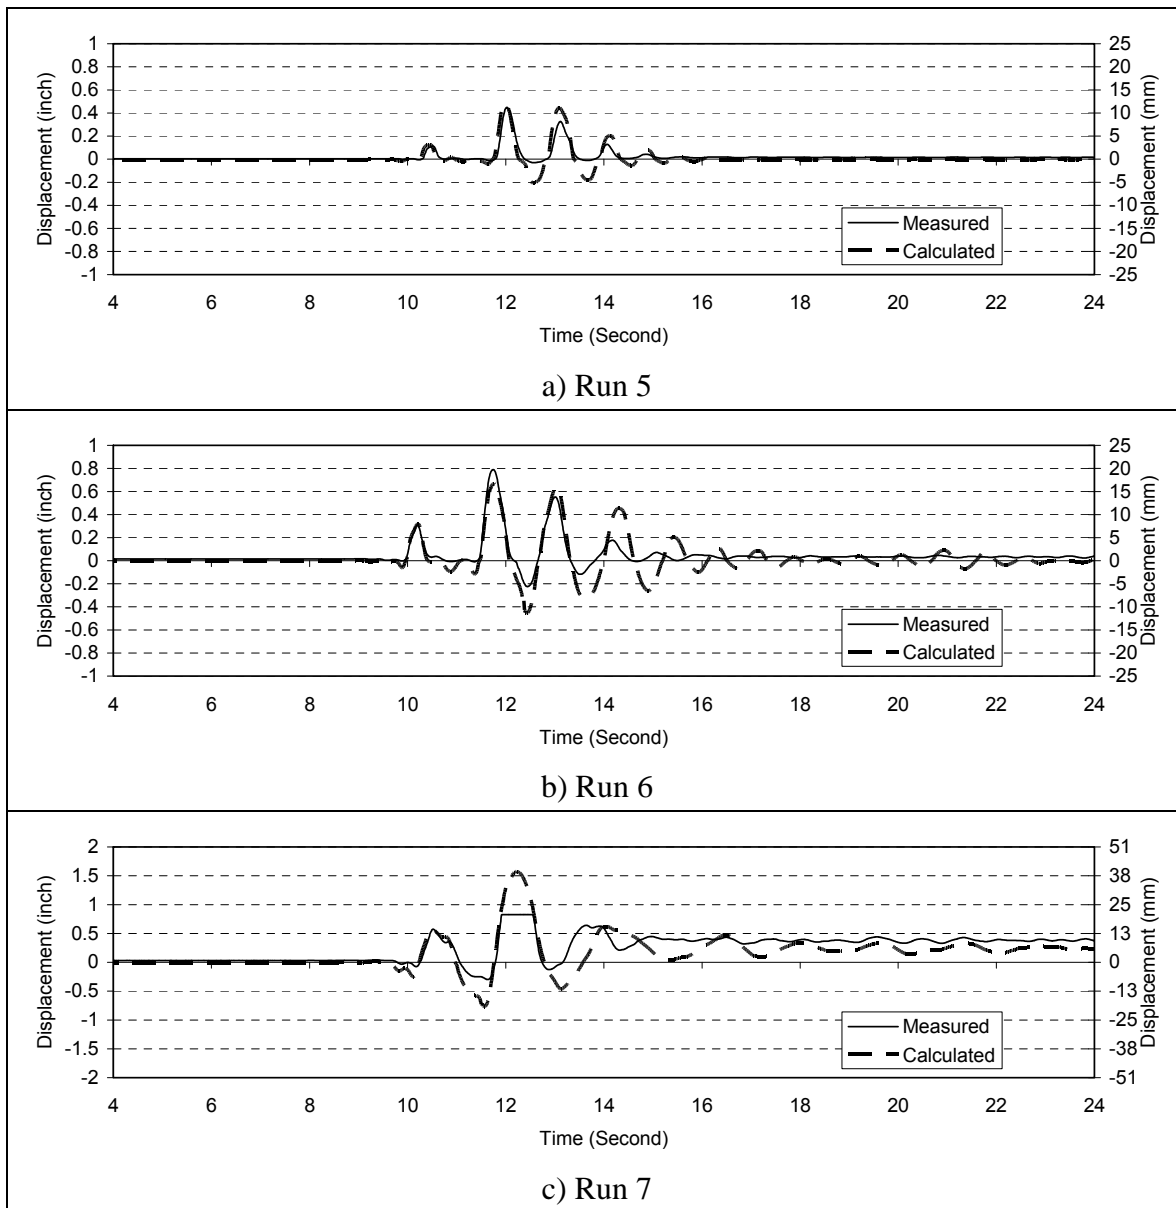 1
0.8
0.6
0.4
0.2
0
-0.2
-0.4
-0.6
-0.8
-1
Displacement (inch)
25
20
15
10
5
0
-5
-10
-15
-20
-25
Displacement (mm)
Measured
Calculated
4 6 8 10 12 14 16 18 20 22 24
Time (Second)
a) Run 5
1
0.8
0.6
0.4
0.2
0
-0.2
-0.4
-0.6
-0.8
-1
Displacement (inch)
25
20
15
10
5
0
-5
-10
-15
-20
-25
Displacement (mm)
Measured
Calculated
4 6 8 10 12 14 16 18 20 22 24
Time (Second)
b) Run 6
2
1.5
1
0.5
0
-0.5
-1
-1.5
-2
Displacement (inch)
51
38
25
13
0
-13
-25
-38
-51
Displacement (mm)
Measured
Calculated
4 6 8 10 12 14 16 18 20 22 24
Time (Second)
c) Run 7